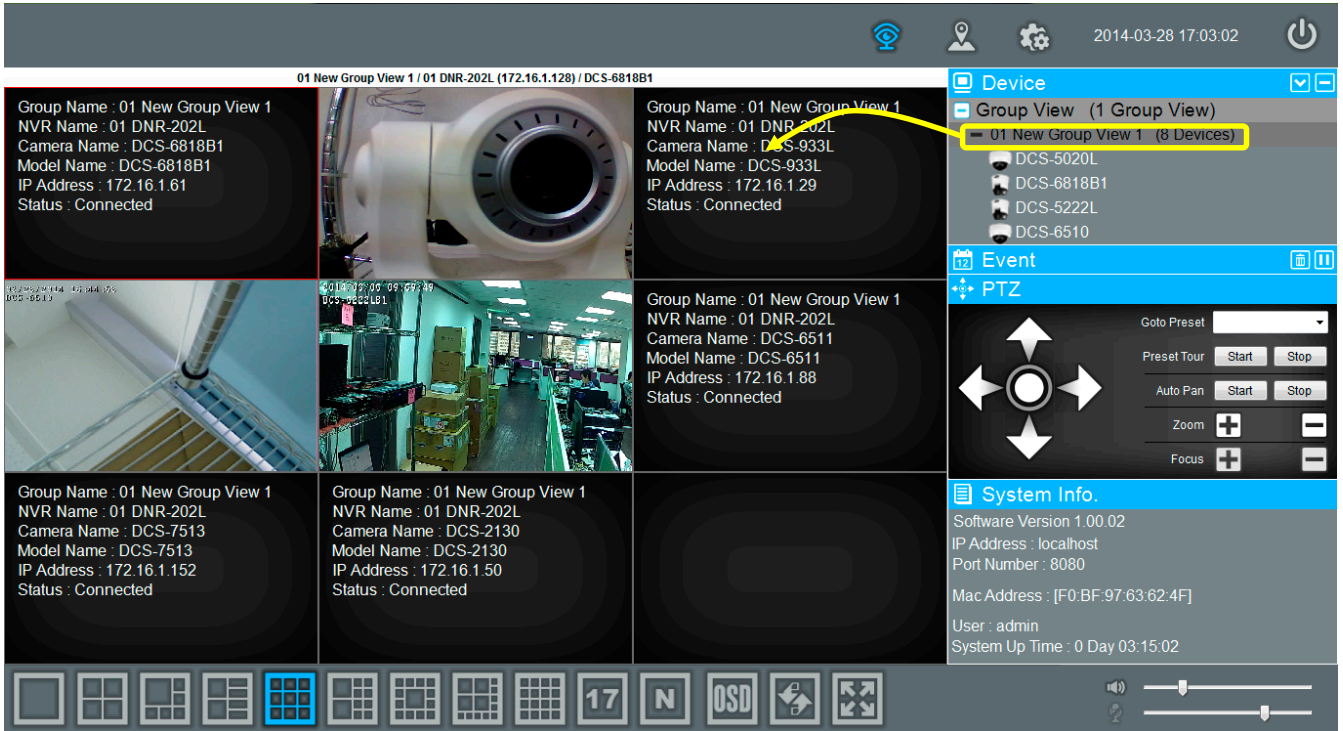 2014-03-28 17:03:02
01 New Group View 1 / 01 DNR-202L (172.16.1.128) / DCS-6818B1
Group Name : 01 New Group View 1
NVR Name : 01 DNR-202L
Camera Name : DCS-6818B1
Model Name : DCS-6818B1
IP Address : 172.16.1.61
Status : Connected
Group Name : 01 New Group View 1
NVR Name : 01 DNR-202L
Camera Name : DCS-933L
Model Name : DCS-933L
IP Address : 172.16.1.29
Status : Connected
DCS-6513
2014/03/06 09:59:49
DCS-5222LB1
Group Name : 01 New Group View 1
NVR Name : 01 DNR-202L
Camera Name : DCS-6511
Model Name : DCS-6511
IP Address : 172.16.1.88
Status : Connected
Group Name : 01 New Group View 1
NVR Name : 01 DNR-202L
Camera Name : DCS-7513
Model Name : DCS-7513
IP Address : 172.16.1.152
Status : Connected
Group Name : 01 New Group View 1
NVR Name : 01 DNR-202L
Camera Name : DCS-2130
Model Name : DCS-2130
IP Address : 172.16.1.50
Status : Connected
Device
Group View (1 Group View)
01 New Group View 1 (8 Devices)
DCS-5020L
DCS-6818B1
DCS-5222L
DCS-6510
12 Event
PTZ
Goto Preset
Preset Tour Start Stop
Auto Pan Start Stop
Zoom
Focus
System Info.
Software Version 1.00.02
IP Address : localhost
Port Number : 8080
Mac Address : [F0:BF:97:63:62:4F]
User : admin
System Up Time : 0 Day 03:15:02
17 N OSD